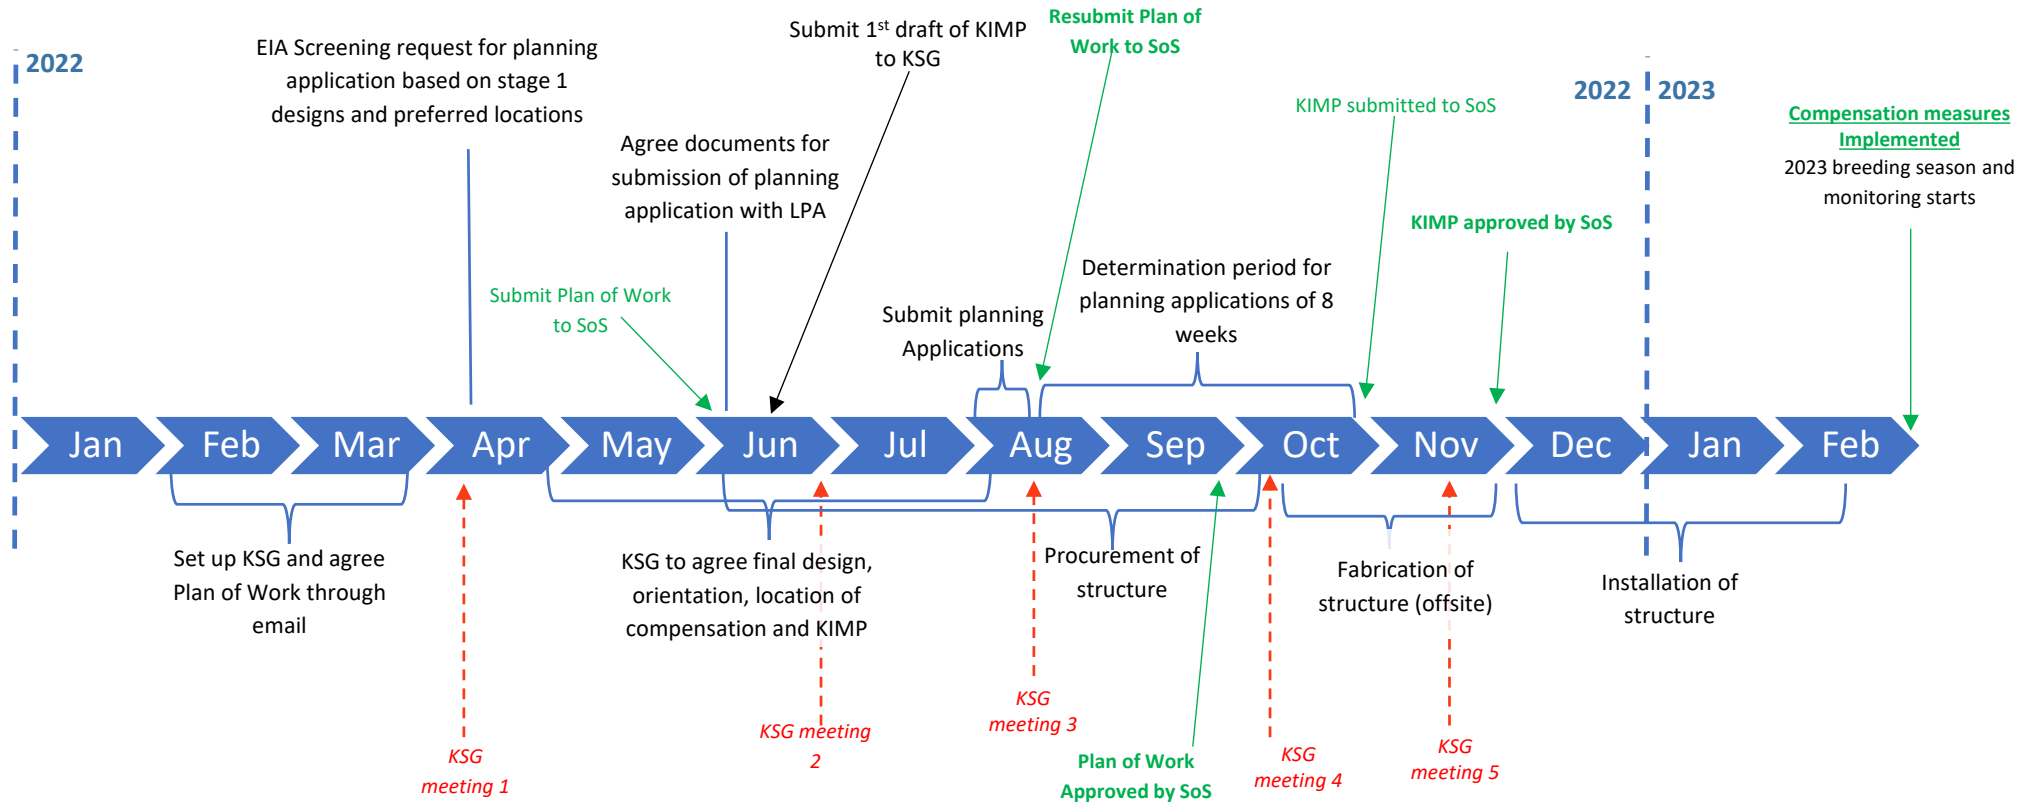 2022
EIA Screening request for planning
application based on stage 1
designs and preferred locations
Submit 1st draft of KIMP
to KSG
Resubmit Plan of
Work to SoS
2022
2023
KIMP submitted to SoS
Compensation measures
Implemented
2023 breeding season and
monitoring starts
Agree documents for
submission of planning
application with LPA
KIMP approved by SoS
Submit Plan of Work
to SoS
Submit planning
Applications
Determination period for
planning applications of 8
weeks
Jan
Feb
Mar
Apr
May
Jun
Jul
Aug
Sep
Oct
Nov
Dec
Jan
Feb
Set up KSG and agree
Plan of Work through
email
KSG to agree final design,
orientation, location of
compensation and KIMP
Procurement of
structure
Fabrication of
structure (offsite)
Installation of
structure
KSG
meeting 1
KSG meeting
2
KSG
meeting 3
Plan of Work
Approved by SoS
KSG
meeting 4
KSG
meeting 5